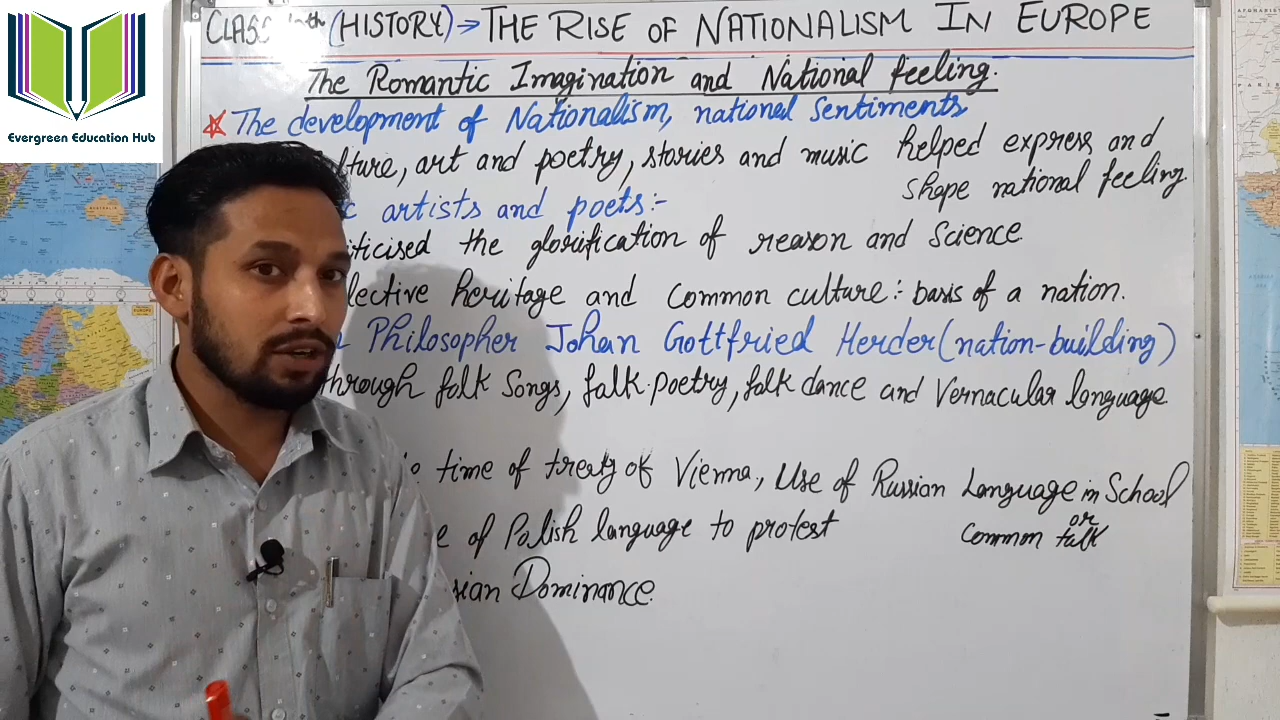 Evergreen Education Hub
CLASS 10th (HISTORY) → THE RISE OF NATIONALISM IN EUROPE
The Romantic Imagination and National feeling.
The development of Nationalism, national Sentiments
art and poetry, stories and music helped express and
shape national feeling.
artists and poets:-
the glorification of reason and Science.
heritage and common culture:- basis of a nation.
Philosopher Johan Gottfried Herder (nation-building)
through folk Songs, folk-poetry, folk dance and Vernacular language
time of treaty of Vienna, Use of Russian Language in School
or
Common talk
of Polish language to protest
Dominance.